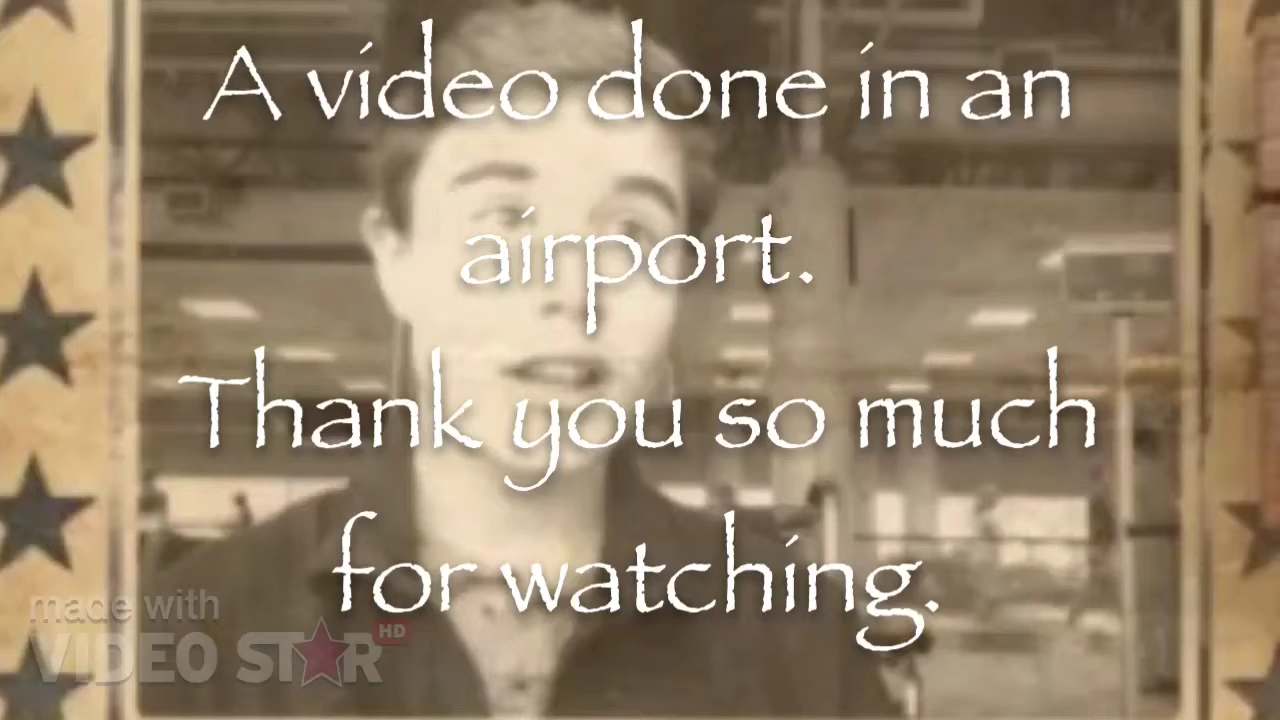 A video done in an
airport.
Thank you so much
for watching.
made with
VIDEO STAR HD